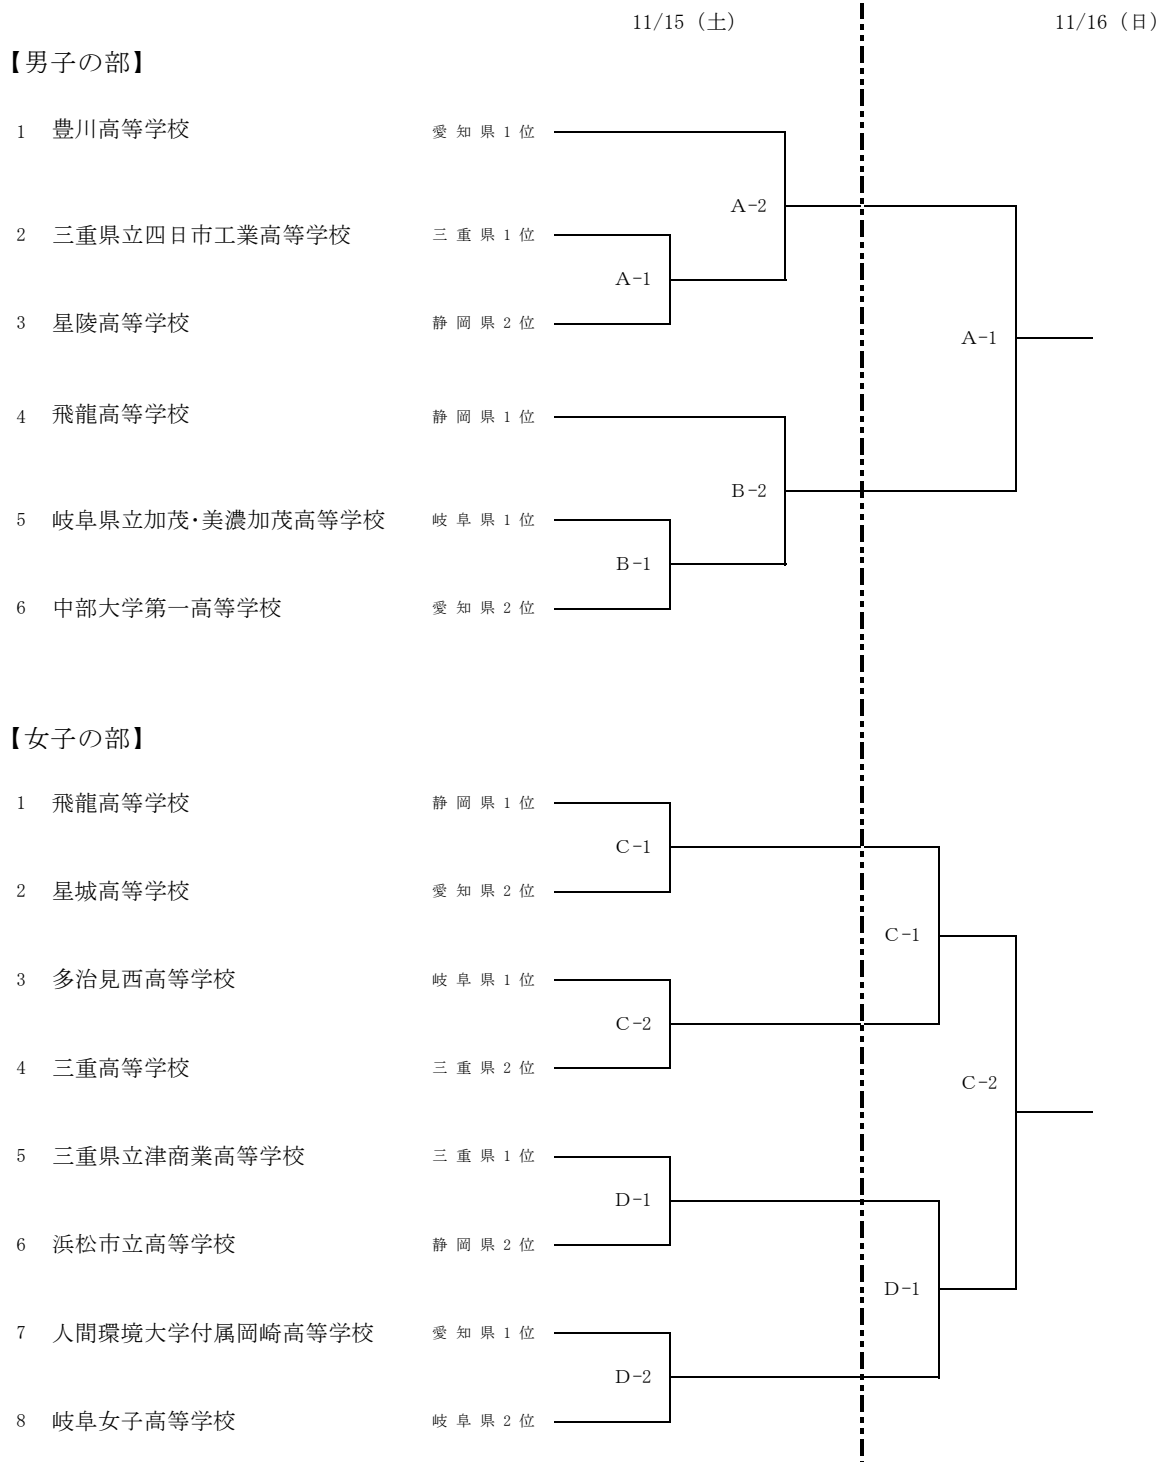 11/15（土） 11/16（日）
【男子の部】
1 豊川高等学校 愛知県1位
A-2
2 三重県立四日市工業高等学校 三重県1位
A-1
3 星陵高等学校 静岡県2位
A-1
4 飛龍高等学校 静岡県1位
B-2
5 岐阜県立加茂・美濃加茂高等学校 岐阜県1位
B-1
6 中部大学第一高等学校 愛知県2位
【女子の部】
1 飛龍高等学校 静岡県1位
C-1
2 星城高等学校 愛知県2位
C-1
3 多治見西高等学校 岐阜県1位
C-2
4 三重高等学校 三重県2位
C-2
5 三重県立津商業高等学校 三重県1位
D-1
6 浜松市立高等学校 静岡県2位
D-1
7 人間環境大学付属岡崎高等学校 愛知県1位
D-2
8 岐阜女子高等学校 岐阜県2位